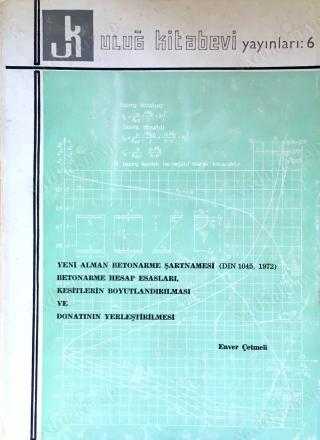 uk uluğ kitabevi yayınları: 6
YENİ ALMAN BETONARME ŞARTNAMESİ (DIN 1045, 1972)
BETONARME HESAP ESASLARI,
KESİTLERİN BOYUTLANDIRILMASI
VE
DONATININ YERLEŞTİRİLMESİ
Enver Çetmeli